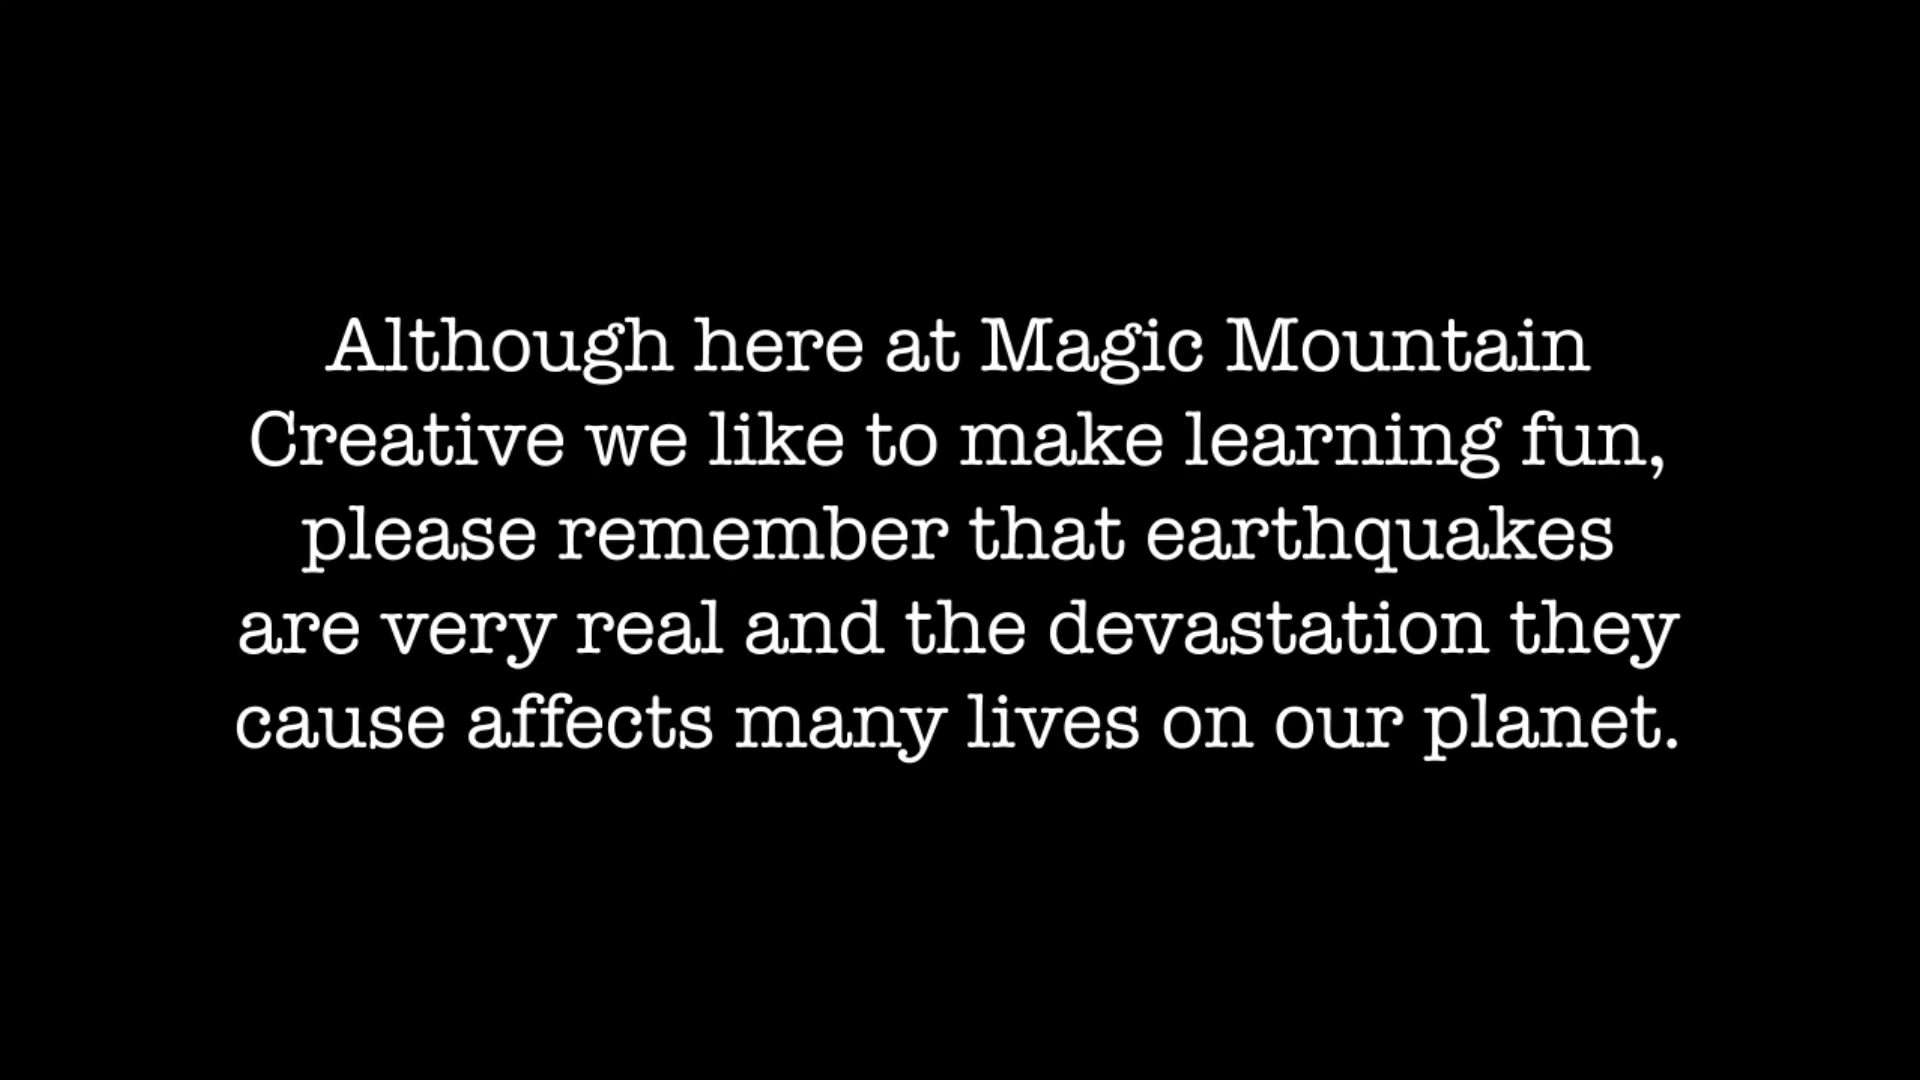 Although here at Magic Mountain
Creative we like to make learning fun,
please remember that earthquakes
are very real and the devastation they
cause affects many lives on our planet.